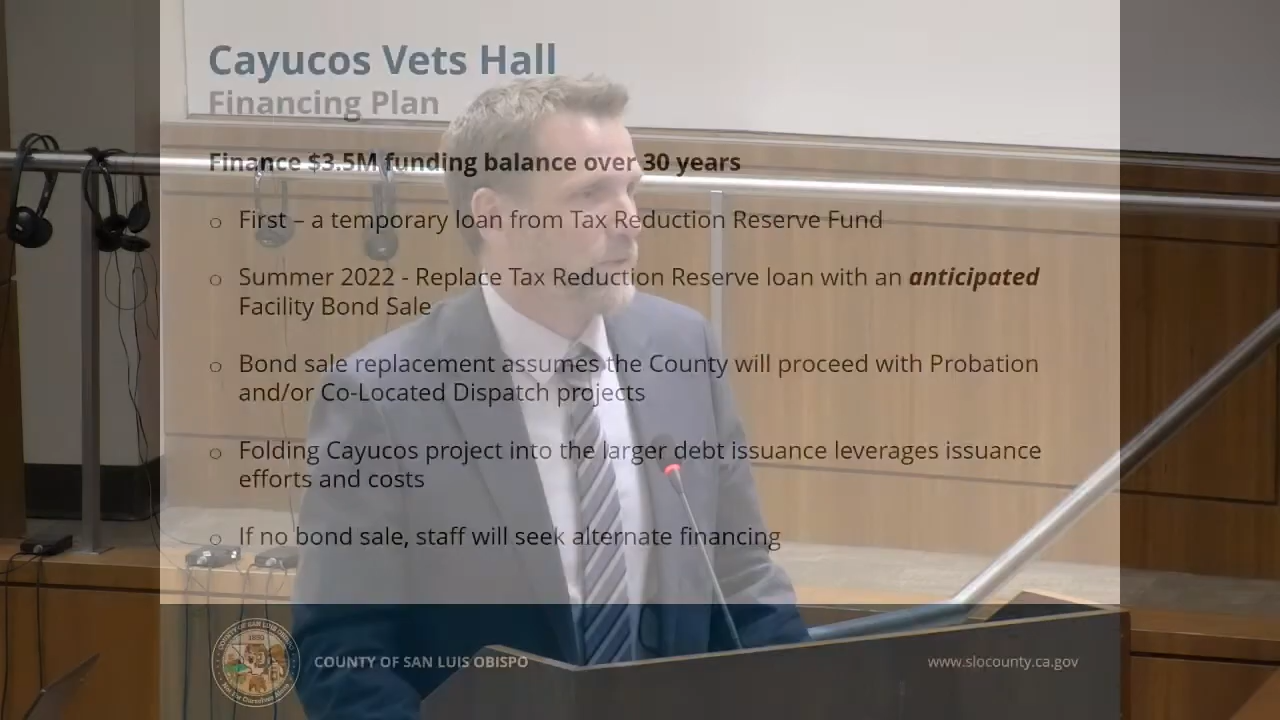 Cayucos Vets Hall
Financing Plan
Finance $3.5M funding balance over 30 years
○ First – a temporary loan from Tax Reduction Reserve Fund
○ Summer 2022 - Replace Tax Reduction Reserve loan with an anticipated
Facility Bond Sale
○ Bond sale replacement assumes the County will proceed with Probation
and/or Co-Located Dispatch projects
○ Folding Cayucos project into the larger debt issuance leverages issuance
efforts and costs
○ If no bond sale, staff will seek alternate financing
COUNTY OF SAN LUIS OBISPO
www.slocounty.ca.gov